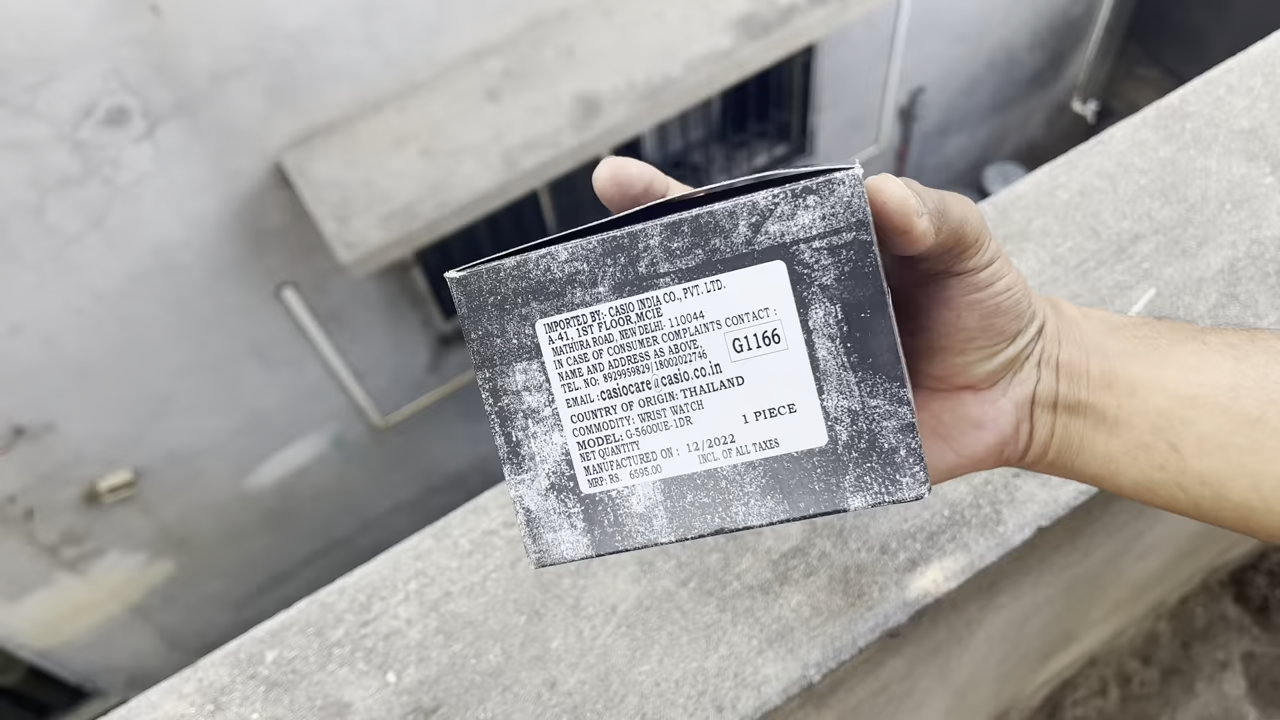 IMPORTED BY:- CASIO INDIA CO., PVT. LTD.
A-41, 1ST FLOOR,MCIE
MATHURA ROAD, NEW DELHI- 110044
IN CASE OF CONSUMER COMPLAINTS CONTACT :
NAME AND ADDRESS AS ABOVE,
TEL. NO: 8929959829/18002022746
G1166
EMAIL :casiocare@casio.co.in
COUNTRY OF ORIGIN: THAILAND
COMMODITY: WRIST WATCH
MODEL: G-5600UE-1DR
NET QUANTITY 1 PIECE
MANUFACTURED ON : 12/2022
MRP: RS. 6595.00 INCL. OF ALL TAXES